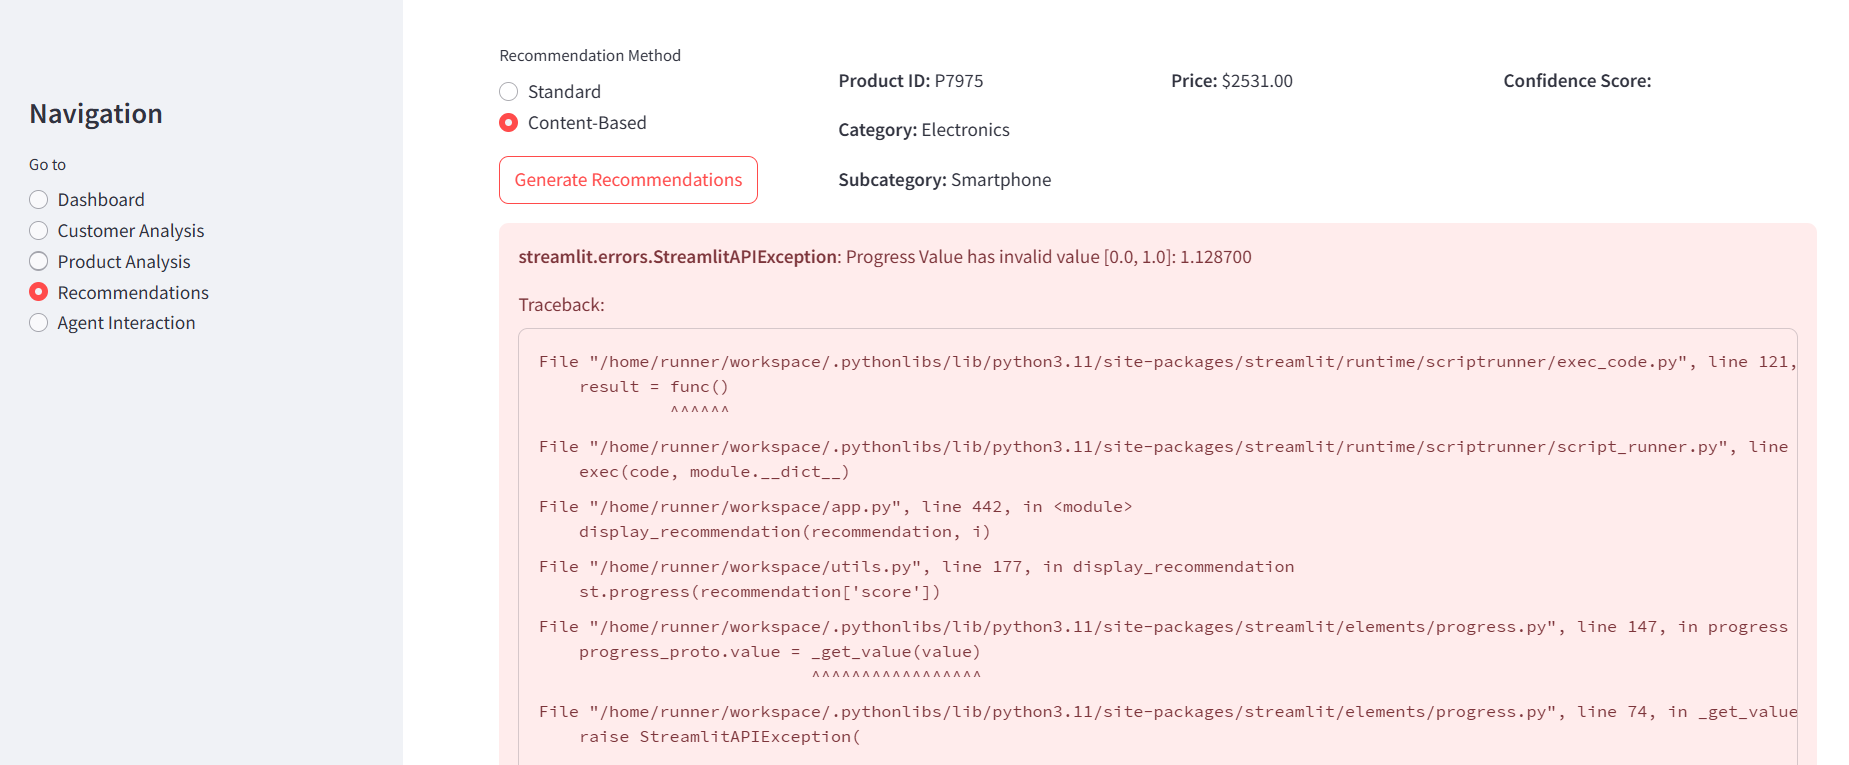 Navigation
Go to
Dashboard
Customer Analysis
Product Analysis
Recommendations
Agent Interaction
Recommendation Method
Standard
Content-Based
Generate Recommendations
Product ID: P7975
Category: Electronics
Subcategory: Smartphone
Price: $2531.00
Confidence Score:
streamlit.errors.StreamlitAPIException: Progress Value has invalid value [0.0, 1.0]: 1.128700
Traceback:
File "/home/runner/workspace/.pythonlibs/lib/python3.11/site-packages/streamlit/runtime/scriptrunner/exec_code.py", line 121,
    result = func()
             ^^^^^^
File "/home/runner/workspace/.pythonlibs/lib/python3.11/site-packages/streamlit/runtime/scriptrunner/script_runner.py", line
    exec(code, module.__dict__)
File "/home/runner/workspace/app.py", line 442, in <module>
    display_recommendation(recommendation, i)
File "/home/runner/workspace/utils.py", line 177, in display_recommendation
    st.progress(recommendation['score'])
File "/home/runner/workspace/.pythonlibs/lib/python3.11/site-packages/streamlit/elements/progress.py", line 147, in progress
    progress_proto.value = _get_value(value)
                           ^^^^^^^^^^^^^^^^^
File "/home/runner/workspace/.pythonlibs/lib/python3.11/site-packages/streamlit/elements/progress.py", line 74, in _get_value
    raise StreamlitAPIException(